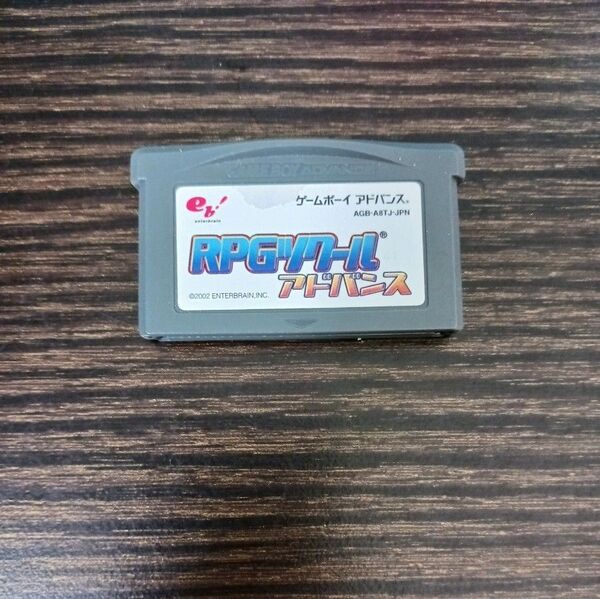 GAME BOY ADVANCE
eb!
enterbrain
ゲームボーイ アドバンス®
AGB-A8TJ-JPN
RPGツクール®
アドバンス
©2002 ENTERBRAIN,INC.